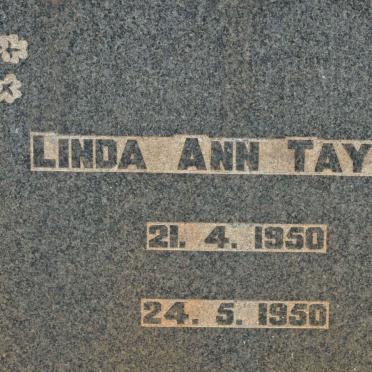 LINDA ANN TAY
21. 4. 1950
24. 5. 1950